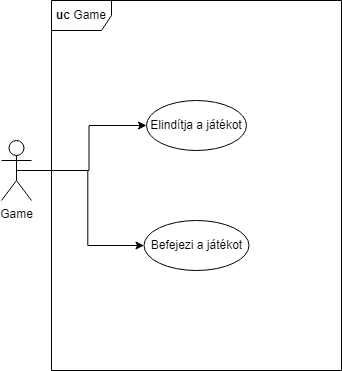 uc Game
Elindítja a játékot
Game
Befejezi a játékot